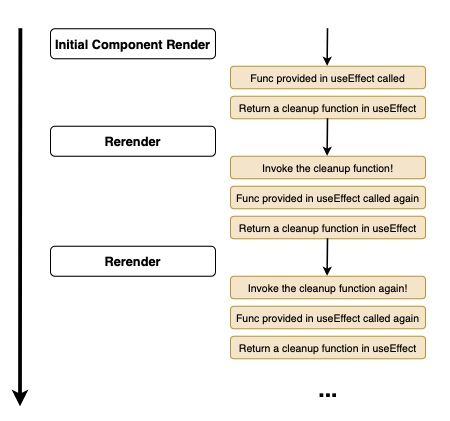 Initial Component Render
Func provided in useEffect called
Return a cleanup function in useEffect
Rerender
Invoke the cleanup function!
Func provided in useEffect called again
Return a cleanup function in useEffect
Rerender
Invoke the cleanup function again!
Func provided in useEffect called again
Return a cleanup function in useEffect
...